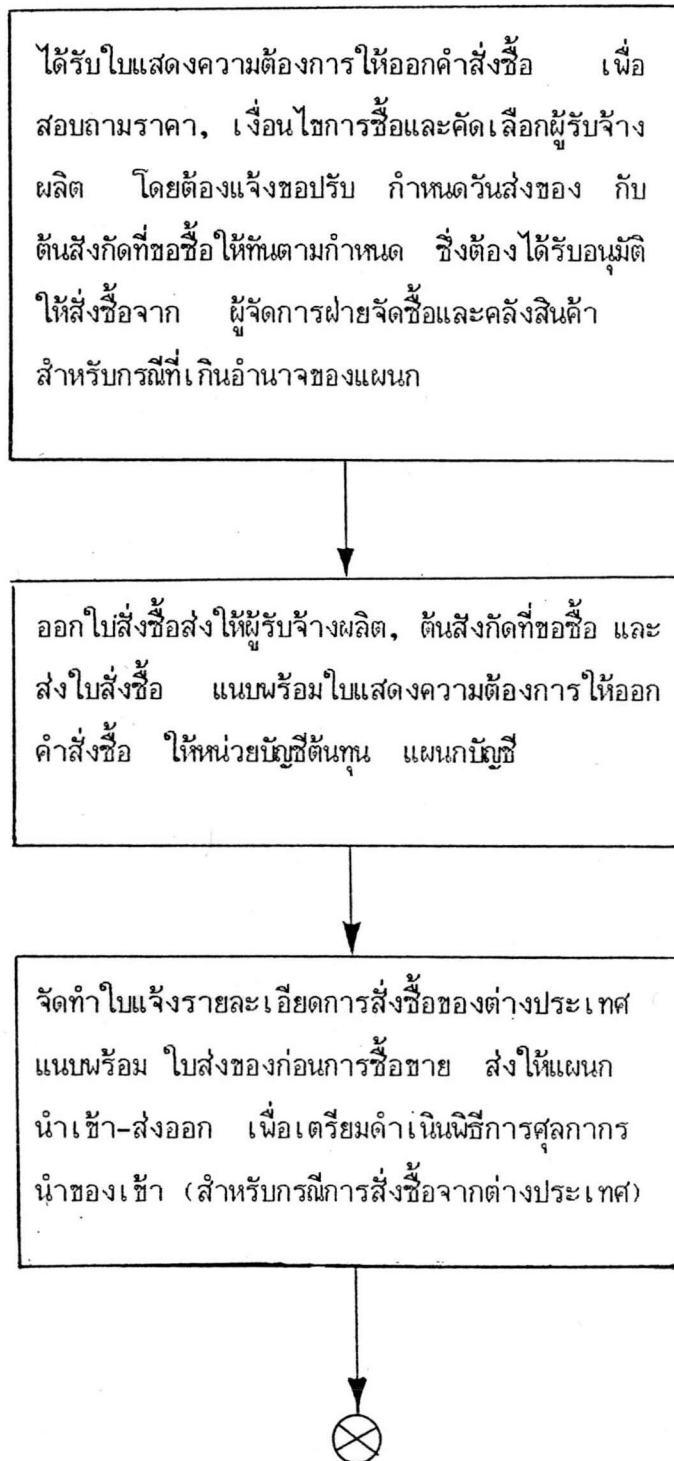 ได้รับใบแสดงความต้องการให้ออกคำสั่งซื้อ เพื่อ
สอบถามราคา, เงื่อนไขการซื้อและคัดเลือกผู้รับจ้าง
ผลิต โดยต้องแจ้งขอปรับ กำหนดวันส่งของ กับ
ต้นสังกัดที่ขอซื้อให้ทันตามกำหนด ซึ่งต้องได้รับอนุมัติ
ให้สั่งซื้อจาก ผู้จัดการฝ่ายจัดซื้อและคลังสินค้า
สำหรับกรณีที่เกินอำนาจของแผนก
ออกใบสั่งซื้อส่งให้ผู้รับจ้างผลิต, ต้นสังกัดที่ขอซื้อ และ
ส่งใบสั่งซื้อ แนบพร้อมใบแสดงความต้องการให้ออก
คำสั่งซื้อ ให้หน่วยบัญชีต้นทุน แผนกบัญชี
จัดทำใบแจ้งรายละเอียดการสั่งซื้อของต่างประเทศ
แนบพร้อม ใบส่งของก่อนการซื้อขาย ส่งให้แผนก
นำเข้า-ส่งออก เพื่อเตรียมดำเนินพิธีการศุลกากร
นำของเข้า (สำหรับกรณีการสั่งซื้อจากต่างประเทศ)